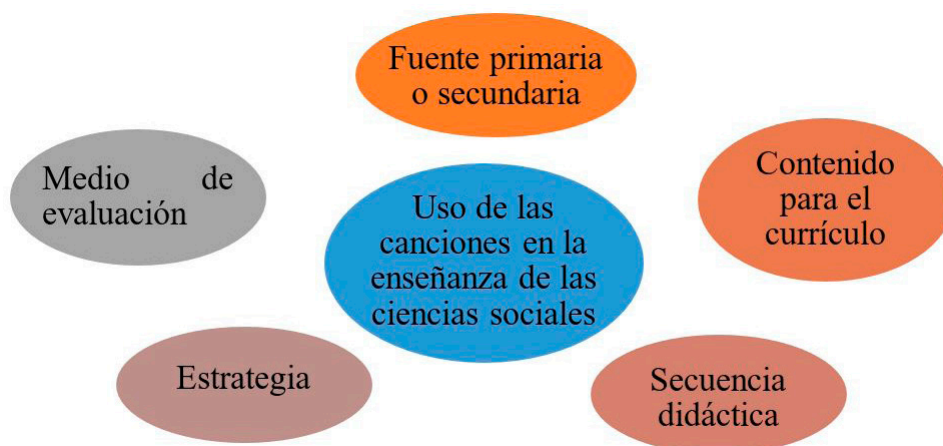 Fuente primaria
o secundaria
Medio de
evaluación
Contenido
para el
currículo
Uso de las
canciones en la
enseñanza de las
ciencias sociales
Estrategia
Secuencia
didáctica